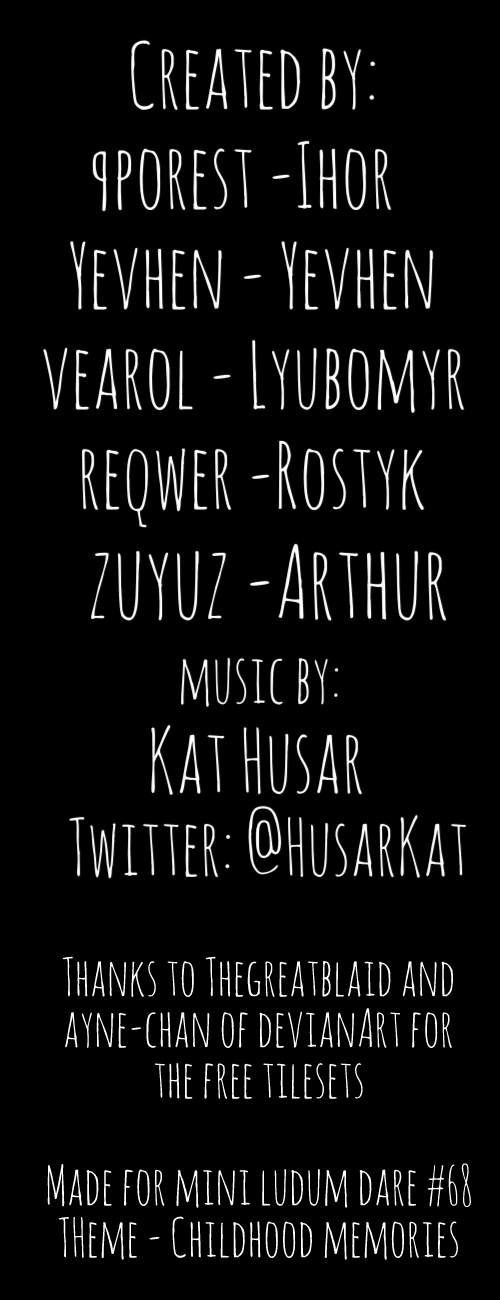 Created by:
qporest -Ihor
Yevhen - Yevhen
vearol - Lyubomyr
reqwer -Rostyk
zuyuz -Arthur
music by:
Kat Husar
Twitter: @HusarKat
Thanks to Thegreatblaid and
ayne-chan of devianArt for
the free tilesets
Made for mini ludum dare #68
Theme - Childhood memories